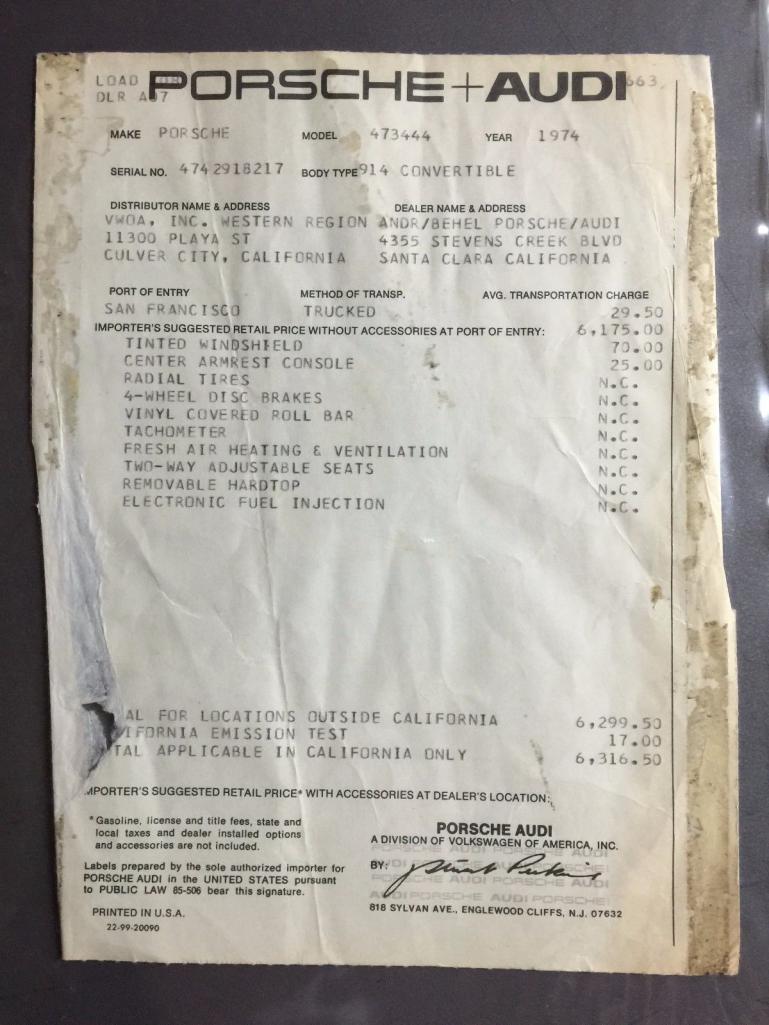 LOAD PORSCHE+AUDI 663
DLR A07
MAKE PORSCHE MODEL 473444 YEAR 1974
SERIAL NO. 4742918217 BODY TYPE 914 CONVERTIBLE
DISTRIBUTOR NAME & ADDRESS DEALER NAME & ADDRESS
VWOA, INC. WESTERN REGION ANDR/BEHEL PORSCHE/AUDI
11300 PLAYA ST 4355 STEVENS CREEK BLVD
CULVER CITY, CALIFORNIA SANTA CLARA CALIFORNIA
PORT OF ENTRY METHOD OF TRANSP. AVG. TRANSPORTATION CHARGE
SAN FRANCISCO TRUCKED 29.50
IMPORTER'S SUGGESTED RETAIL PRICE WITHOUT ACCESSORIES AT PORT OF ENTRY: 6,175.00
TINTED WINDSHIELD 70.00
CENTER ARMREST CONSOLE 25.00
RADIAL TIRES N.C.
4-WHEEL DISC BRAKES N.C.
VINYL COVERED ROLL BAR N.C.
TACHOMETER N.C.
FRESH AIR HEATING & VENTILATION N.C.
TWO-WAY ADJUSTABLE SEATS N.C.
REMOVABLE HARDTOP N.C.
ELECTRONIC FUEL INJECTION N.C.
AL FOR LOCATIONS OUTSIDE CALIFORNIA 6,299.50
IFORNIA EMISSION TEST 17.00
TAL APPLICABLE IN CALIFORNIA ONLY 6,316.50
MPORTER'S SUGGESTED RETAIL PRICE* WITH ACCESSORIES AT DEALER'S LOCATION:
*Gasoline, license and title fees, state and
local taxes and dealer installed options
and accessories are not included.
Labels prepared by the sole authorized importer for
PORSCHE AUDI in the UNITED STATES pursuant
to PUBLIC LAW 85-506 bear this signature.
PRINTED IN U.S.A.
22-99-20090
PORSCHE AUDI
A DIVISION OF VOLKSWAGEN OF AMERICA, INC.
BY: Stuart Perkins
818 SYLVAN AVE., ENGLEWOOD CLIFFS, N.J. 07632